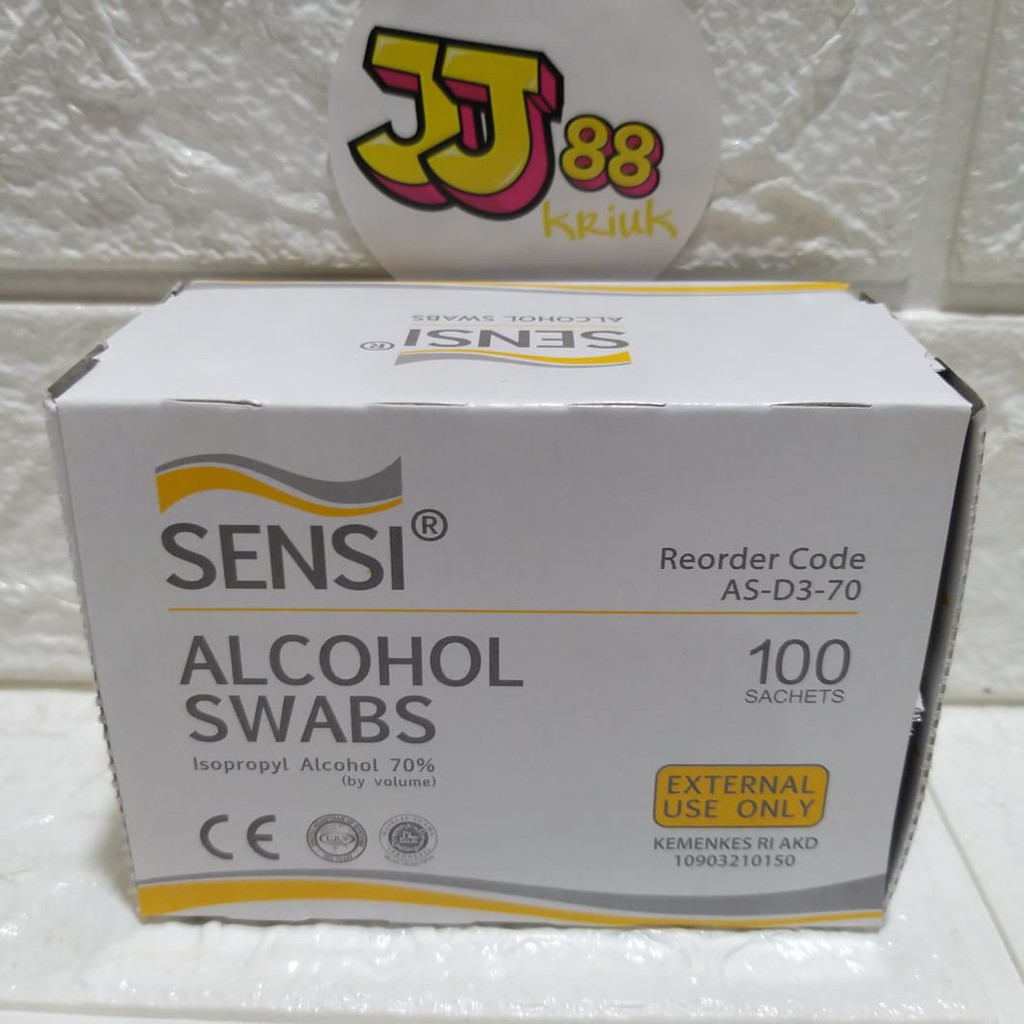 JJ 88
kriuk
SENSI®
ALCOHOL SWABS
SENSI®
Reorder Code
AS-D3-70
ALCOHOL
SWABS
100
SACHETS
Isopropyl Alcohol 70%
(by volume)
EXTERNAL
USE ONLY
CE
KEMENKES RI AKD
10903210150